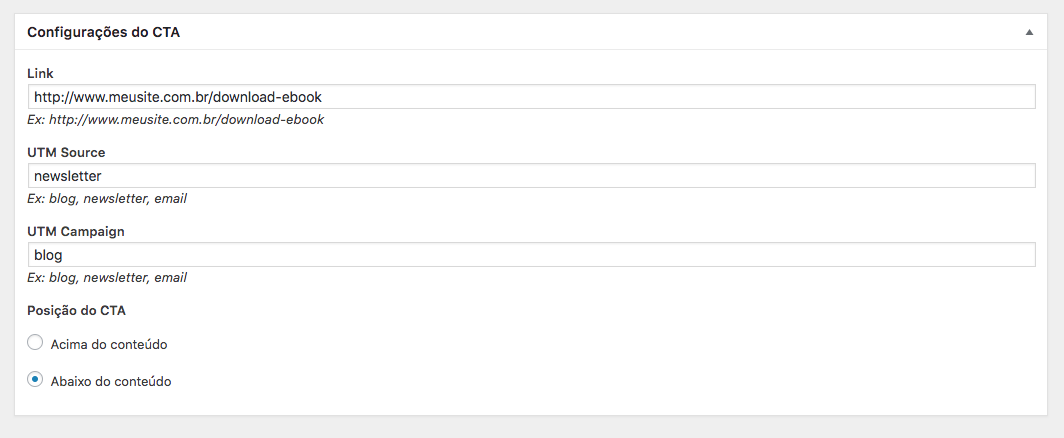 Configurações do CTA
Link
http://www.meusite.com.br/download-ebook
Ex: http://www.meusite.com.br/download-ebook
UTM Source
newsletter
Ex: blog, newsletter, email
UTM Campaign
blog
Ex: blog, newsletter, email
Posição do CTA
Acima do conteúdo
Abaixo do conteúdo